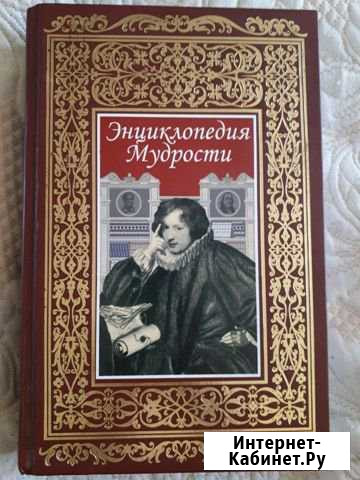 Энциклопедия
Мудрости
Интернет-
Кабинет.Ру